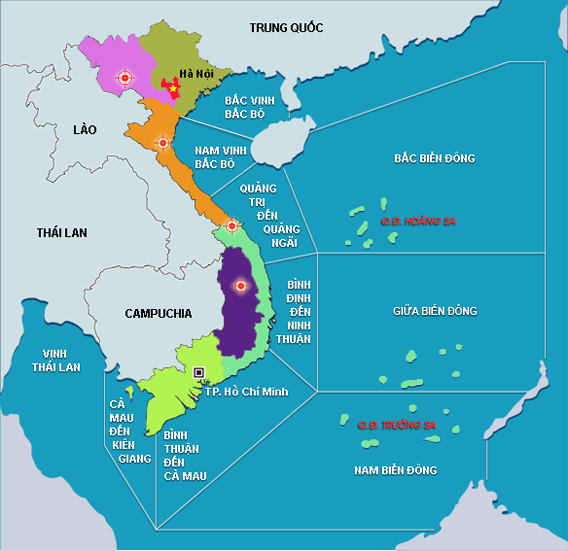 TRUNG QUỐC
Hà Nội
BẮC VỊNH
BẮC BỘ
LÀO
NAM VỊNH
BẮC BỘ
BẮC BIỂN ĐÔNG
QUẢNG
TRỊ
ĐẾN
QUẢNG
NGÃI
Q.Đ. HOÀNG SA
THÁI LAN
BÌNH
ĐỊNH
ĐẾN
NINH
THUẬN
CAMPUCHIA
GIỮA BIỂN ĐÔNG
VỊNH
THÁI LAN
TP. Hồ Chí Minh
CÀ
MAU
ĐẾN
KIÊN
GIANG
BÌNH
THUẬN
ĐẾN
CÀ MAU
Q.Đ. TRƯỜNG SA
NAM BIỂN ĐÔNG